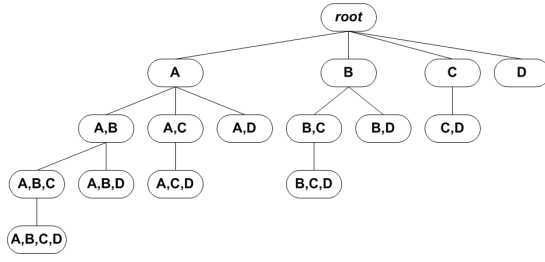 root
A
B
C
D
A,B
A,C
A,D
B,C
B,D
C,D
A,B,C
A,B,D
A,C,D
B,C,D
A,B,C,D